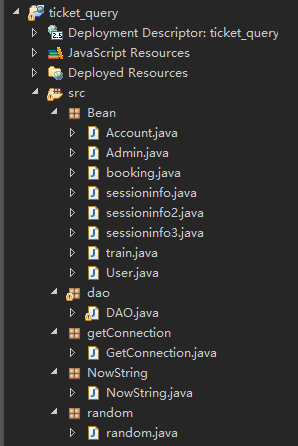 ticket_query
Deployment Descriptor: ticket_query
JavaScript Resources
Deployed Resources
src
Bean
Account.java
Admin.java
booking.java
sessioninfo.java
sessioninfo2.java
sessioninfo3.java
train.java
User.java
dao
DAO.java
getConnection
GetConnection.java
NowString
NowString.java
random
random.java